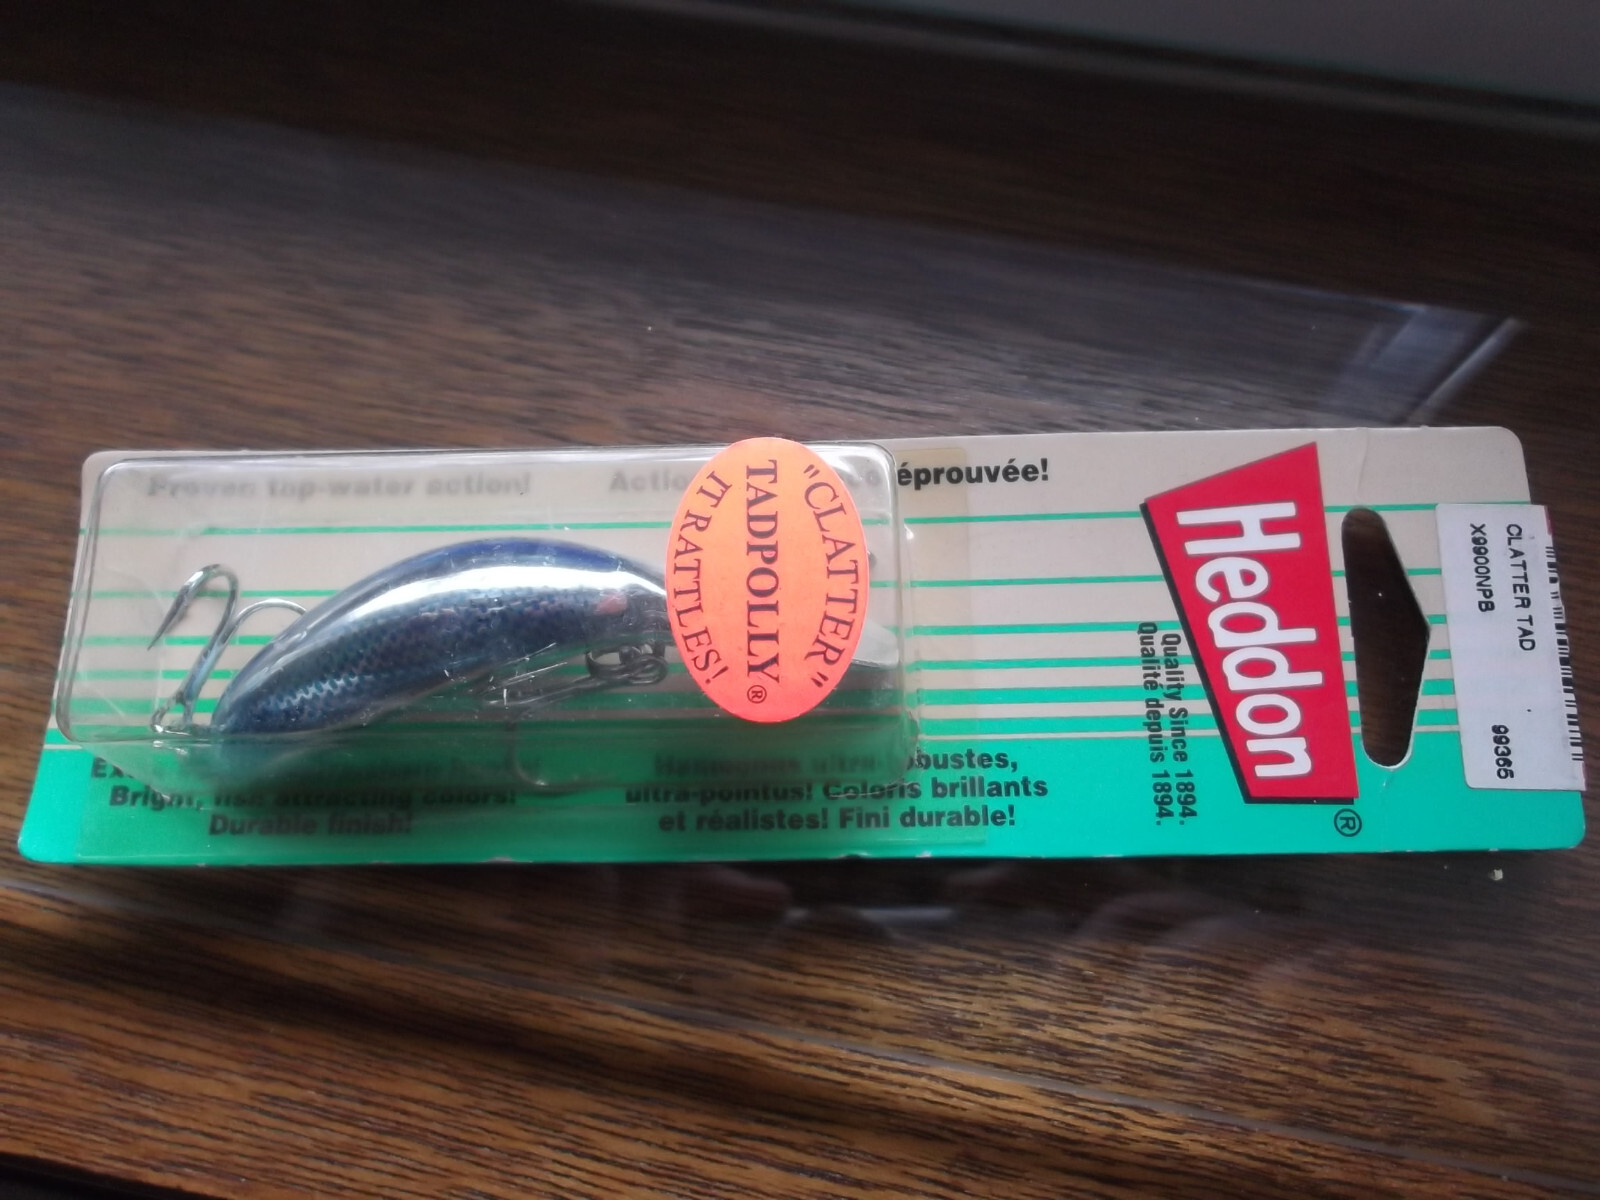 Proven top-water action!
éprouvée!
"CLATTER"
TADPOLLY®
IT RATTLES!
Heddon®
Quality Since 1894.
Qualité depuis 1894.
CLATTER TAD
X9900NPB
99365
Bright, fish attracting colors!
Durable finish!
ultra-pointus! Coloris brillants
et réalistes! Fini durable!